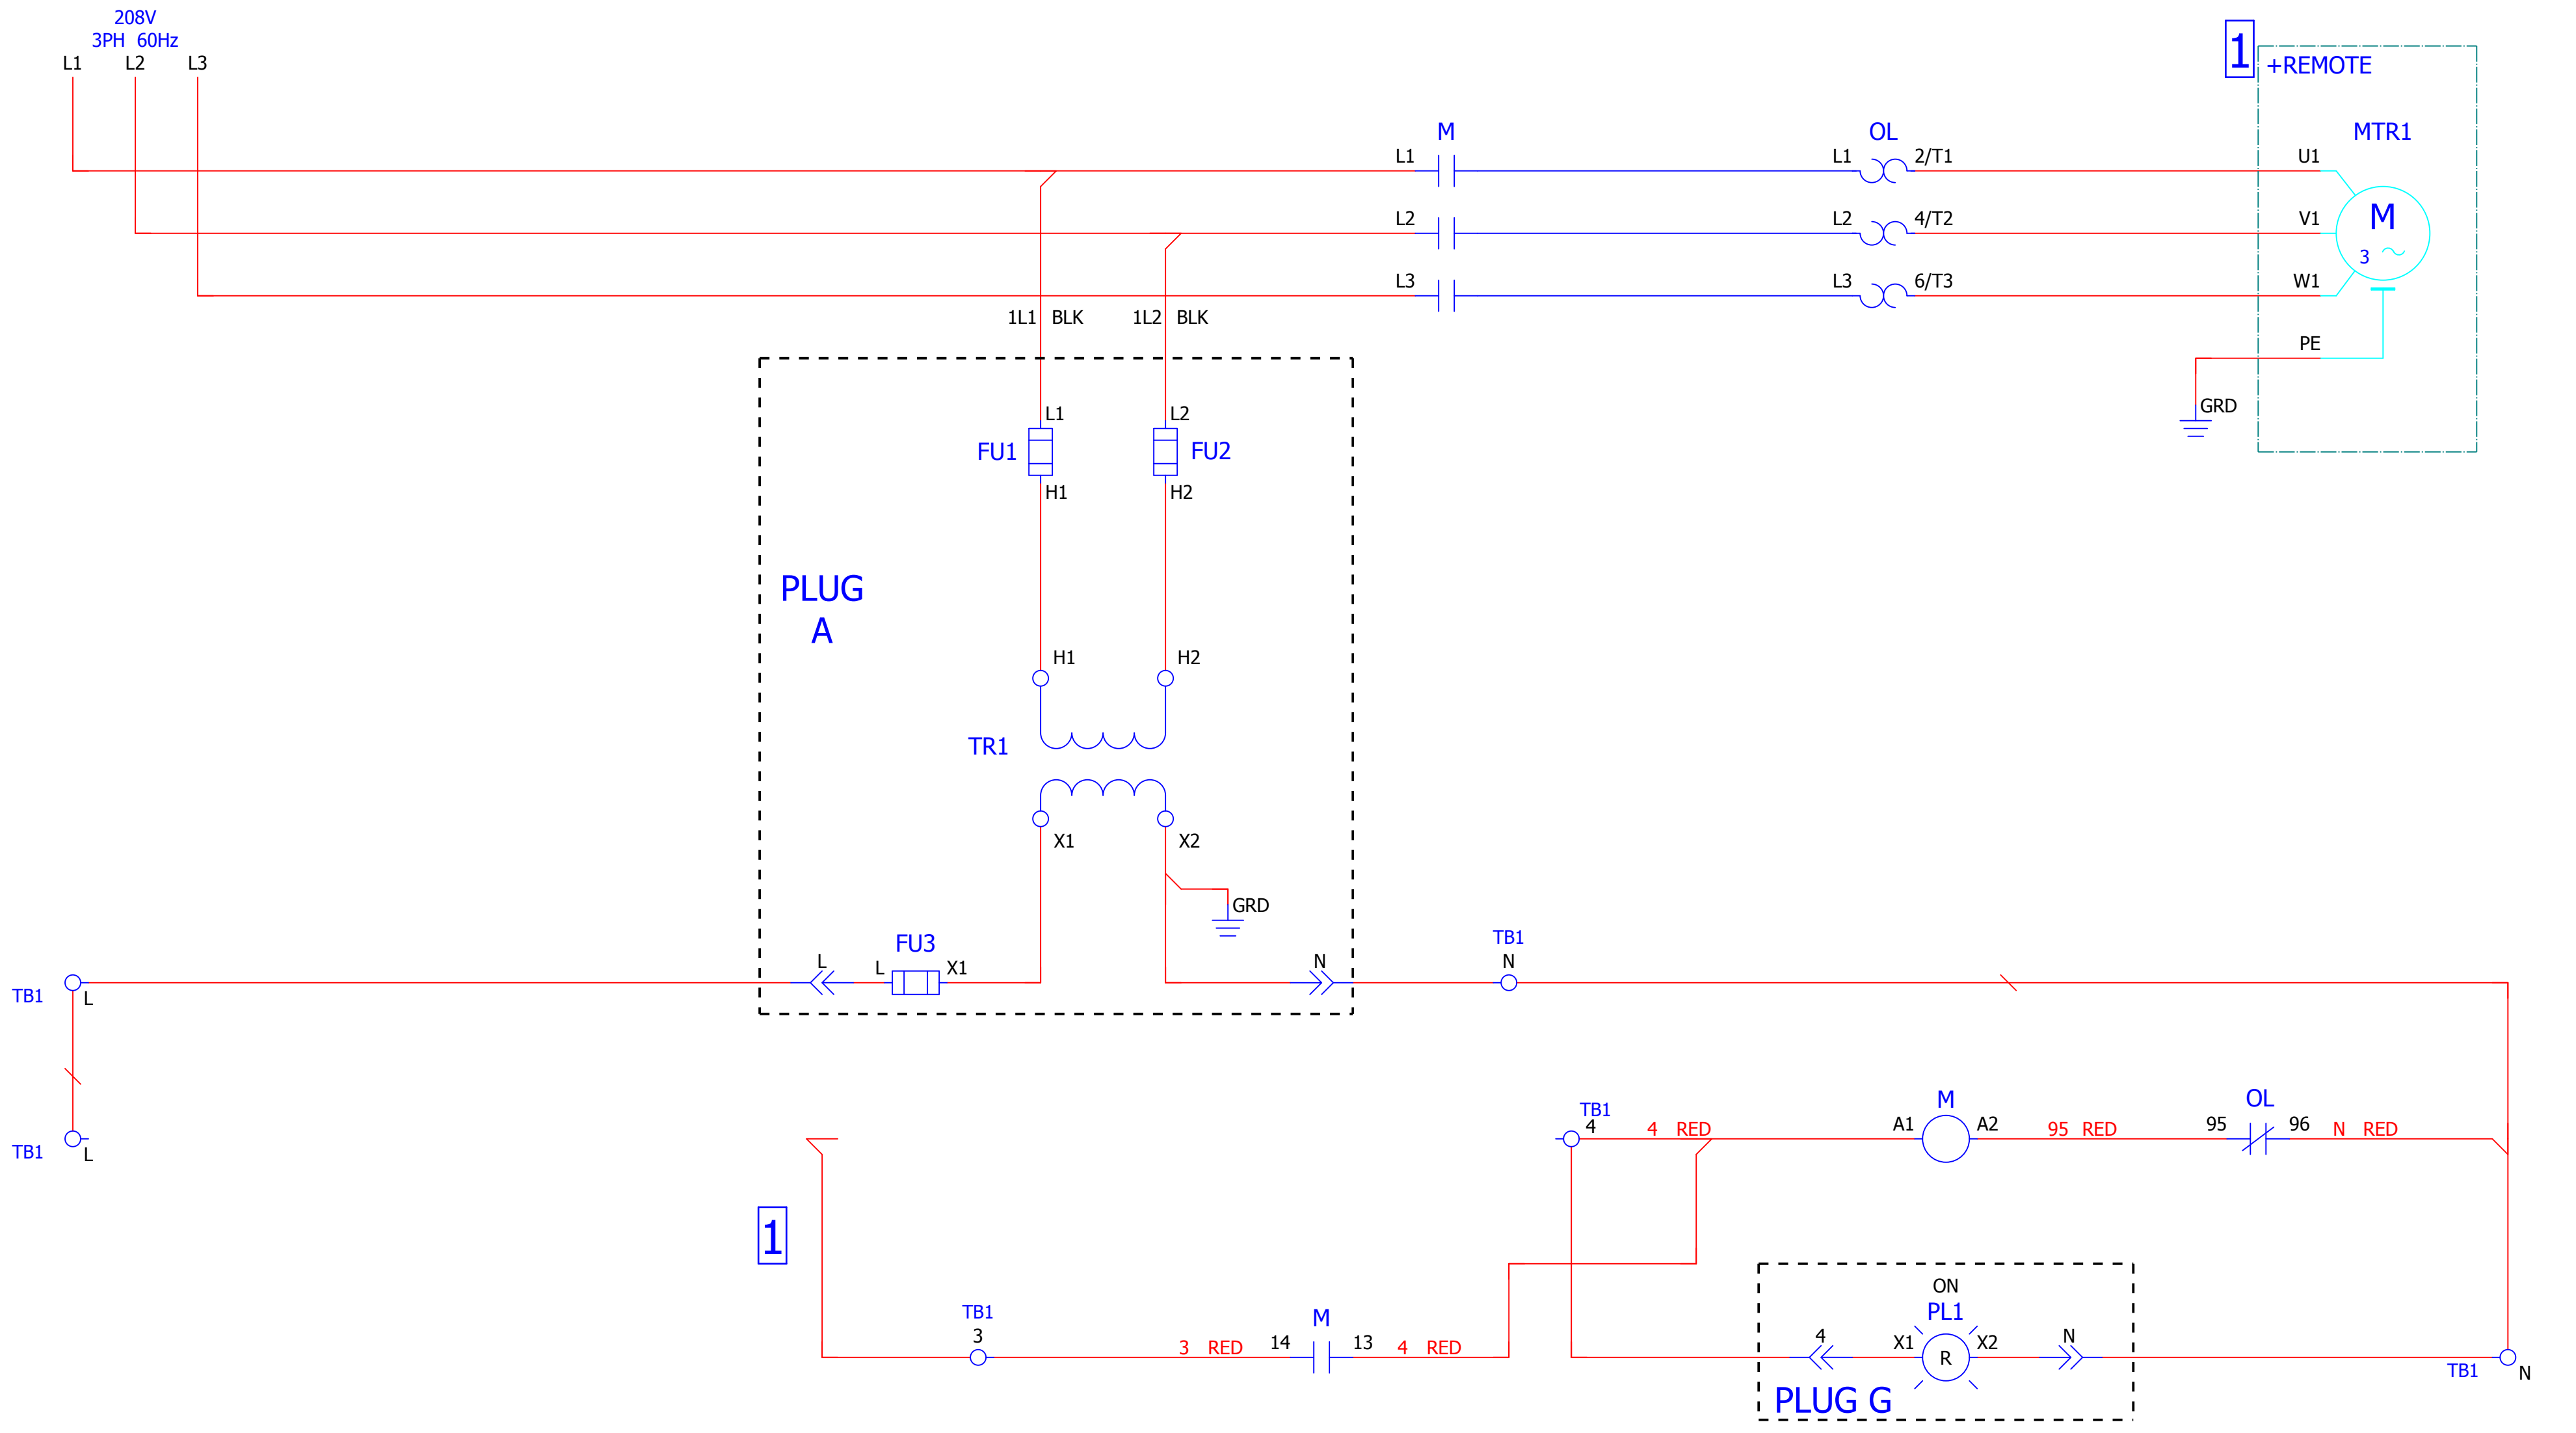 208V
3PH 60Hz
L1 L2 L3
1
+REMOTE
M OL MTR1
L1 L1 2/T1 U1
L2 L2 4/T2 V1
M
3
L3 L3 6/T3 W1
1L1 BLK 1L2 BLK
PE
GRD
L1 L2
FU1 FU2
H1 H2
PLUG
A
H1 H2
TR1
X1 X2
GRD
FU3
TB1
L L X1 N N
TB1 L
TB1 L
TB1
4 4 RED A1 M A2 95 RED 95 OL 96 N RED
1
ON
PL1
TB1
3 3 RED 14 M 13 4 RED
4 X1 R X2 N
TB1 N
PLUG G